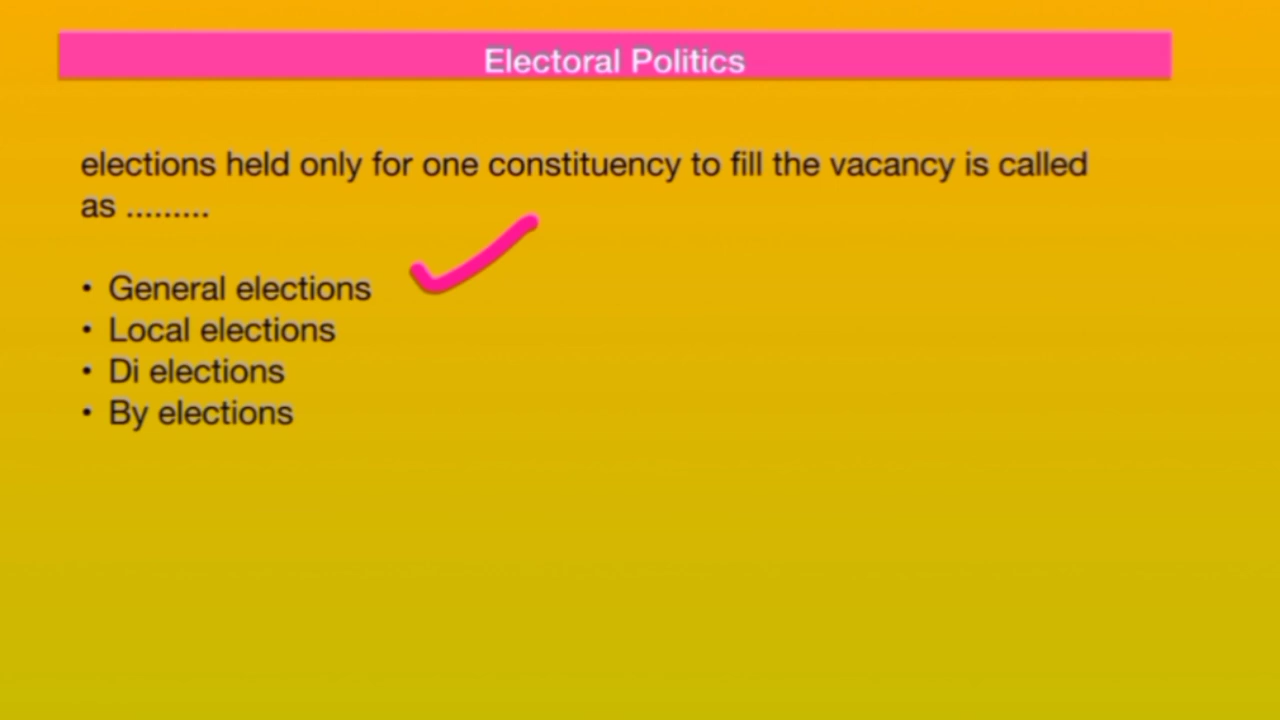 Electoral Politics
elections held only for one constituency to fill the vacancy is called
as .........
• General elections
• Local elections
• Di elections
• By elections